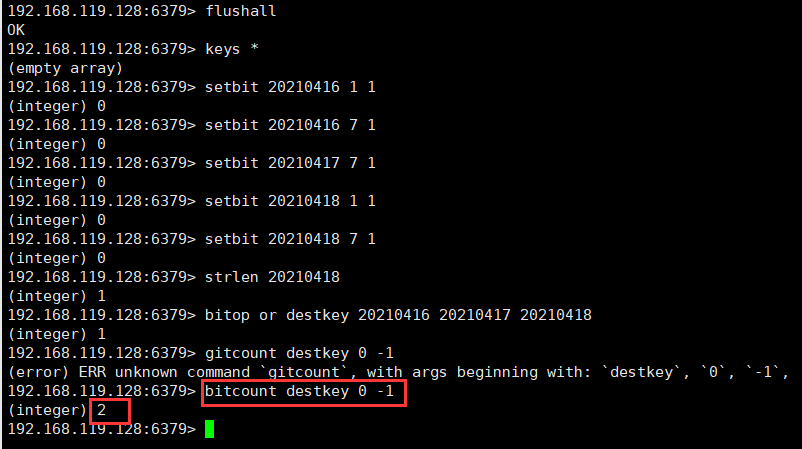 192.168.119.128:6379> flushall
OK
192.168.119.128:6379> keys *
(empty array)
192.168.119.128:6379> setbit 20210416 1 1
(integer) 0
192.168.119.128:6379> setbit 20210416 7 1
(integer) 0
192.168.119.128:6379> setbit 20210417 7 1
(integer) 0
192.168.119.128:6379> setbit 20210418 1 1
(integer) 0
192.168.119.128:6379> setbit 20210418 7 1
(integer) 0
192.168.119.128:6379> strlen 20210418
(integer) 1
192.168.119.128:6379> bitop or destkey 20210416 20210417 20210418
(integer) 1
192.168.119.128:6379> gitcount destkey 0 -1
(error) ERR unknown command `gitcount`, with args beginning with: `destkey`, `0`, `-1`,
192.168.119.128:6379> bitcount destkey 0 -1
(integer) 2
192.168.119.128:6379>